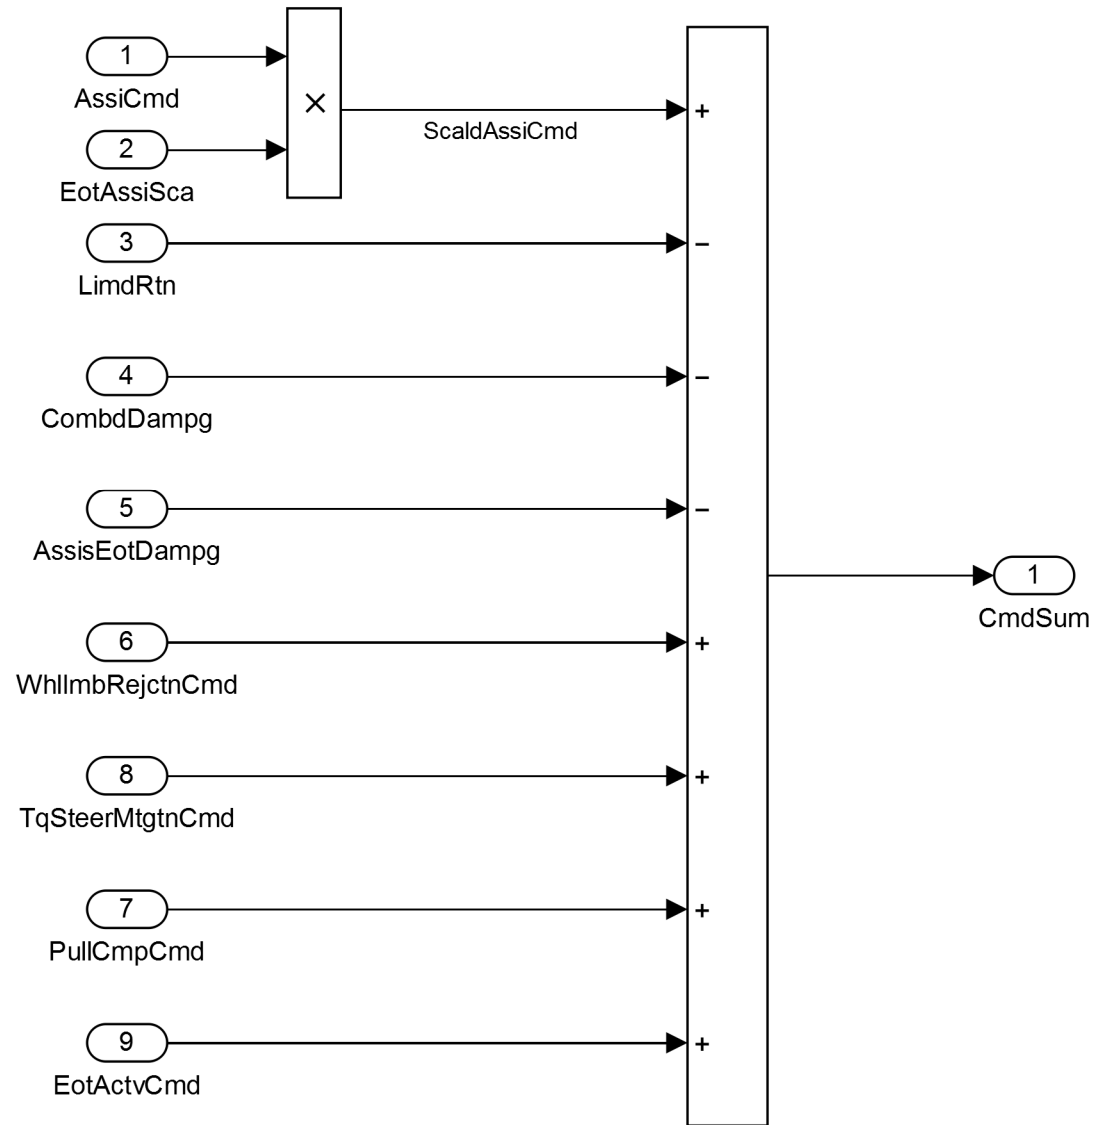 1
AssiCmd
×
ScaldAssiCmd
+
2
EotAssiSca
3
LimdRtn
−
4
CombdDampg
−
5
AssisEotDampg
−
1
CmdSum
6
WhlImbRejctnCmd
+
8
TqSteerMtgtnCmd
+
7
PullCmpCmd
+
9
EotActvCmd
+